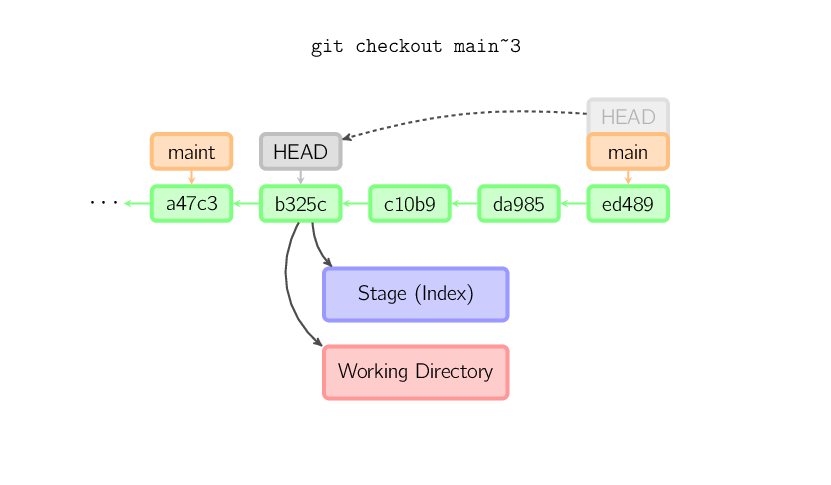 git checkout main~3
HEAD
maint
HEAD
main
...
a47c3
b325c
c10b9
da985
ed489
Stage (Index)
Working Directory